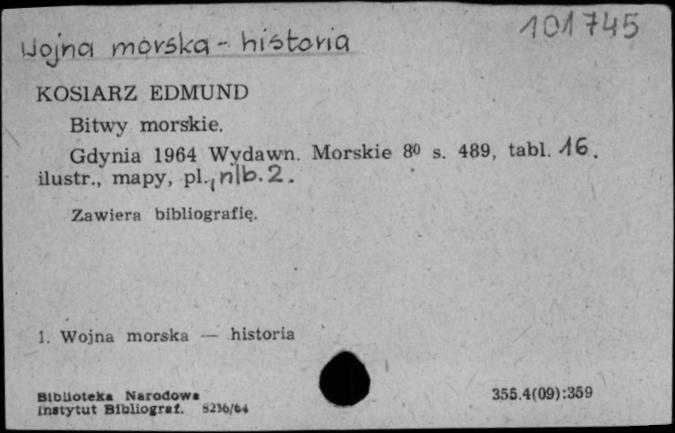 101745
Wojna morska - historia
KOSIARZ EDMUND
Bitwy morskie.
Gdynia 1964 Wydawn. Morskie 8⁰ s. 489, tabl. 16.
ilustr., mapy, pl., nlb. 2.
Zawiera bibliografię.
1. Wojna morska — historia
Biblioteka Narodowa
Instytut Bibliograf. 8236/64
355.4(09):359